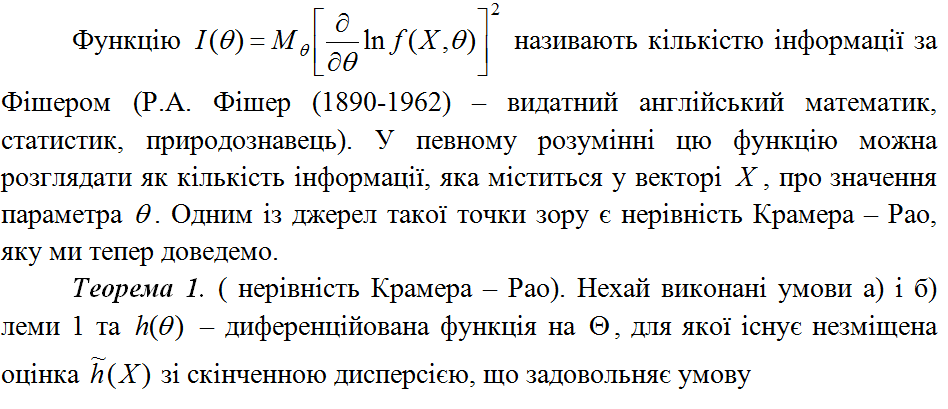 Функцію I(θ) = M_θ [∂/∂θ ln f(X,θ)]² називають кількістю інформації за
Фішером (Р.А. Фішер (1890-1962) – видатний англійський математик,
статистик, природознавець). У певному розумінні цю функцію можна
розглядати як кількість інформації, яка міститься у векторі X , про значення
параметра θ . Одним із джерел такої точки зору є нерівність Крамера – Рао,
яку ми тепер доведемо.
Теорема 1. ( нерівність Крамера – Рао). Нехай виконані умови а) і б)
леми 1 та h(θ) – диференційована функція на Θ , для якої існує незміщена
оцінка h̃(X) зі скінченною дисперсією, що задовольняє умову